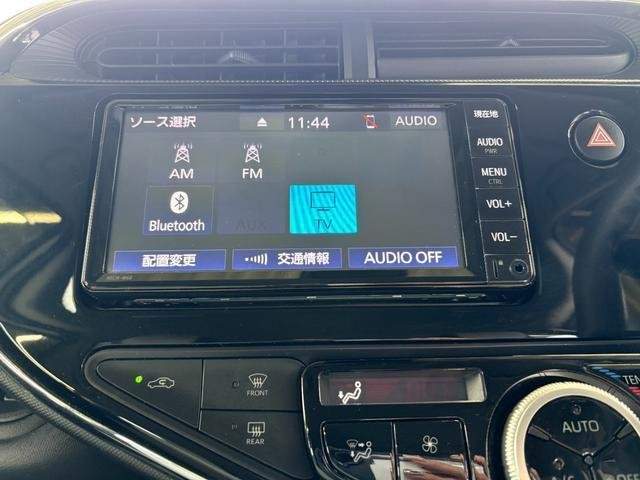 ソース選択 11:44 AUDIO
AM FM
Bluetooth AUX TV
配置変更 交通情報 AUDIO OFF
現在地
AUDIO
PWR
MENU
CTRL
VOL+
VOL-
FRONT
REAR
AUTO
OFF